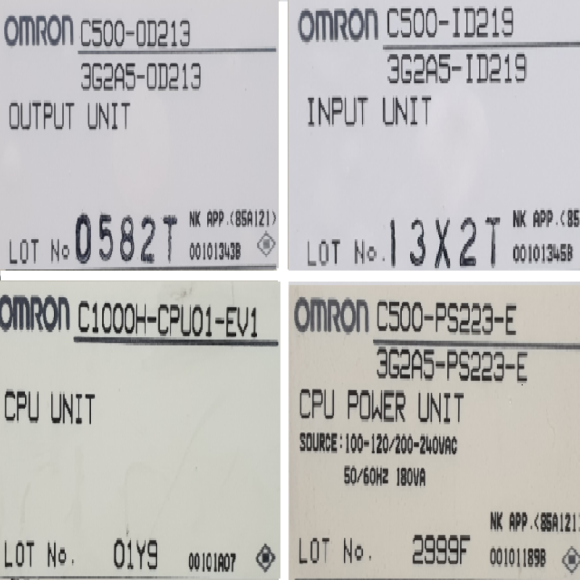 OMRON C500-OD213
3G2A5-OD213
OUTPUT UNIT
LOT No 0582T NK APP.(85A121)
00101343B
OMRON C500-ID219
3G2A5-ID219
INPUT UNIT
LOT No. 13X2T NK APP.(85
00101345B
OMRON C1000H-CPU01-EV1
CPU UNIT
LOT No. 01Y9 00101A07
OMRON C500-PS223-E
3G2A5-PS223-E
CPU POWER UNIT
SOURCE:100-120/200-240VAC
50/60Hz 180VA
NK APP.(85A121)
LOT No. 2999F 00101189B